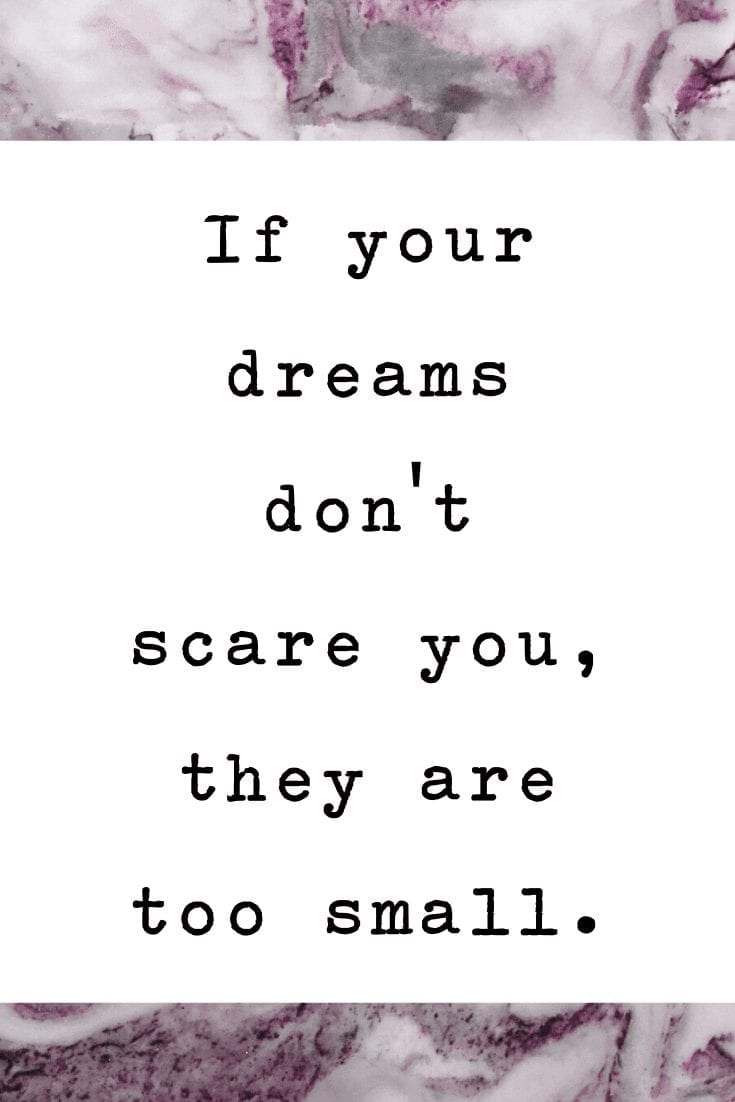 If your
dreams
don't
scare you,
they are
too small.